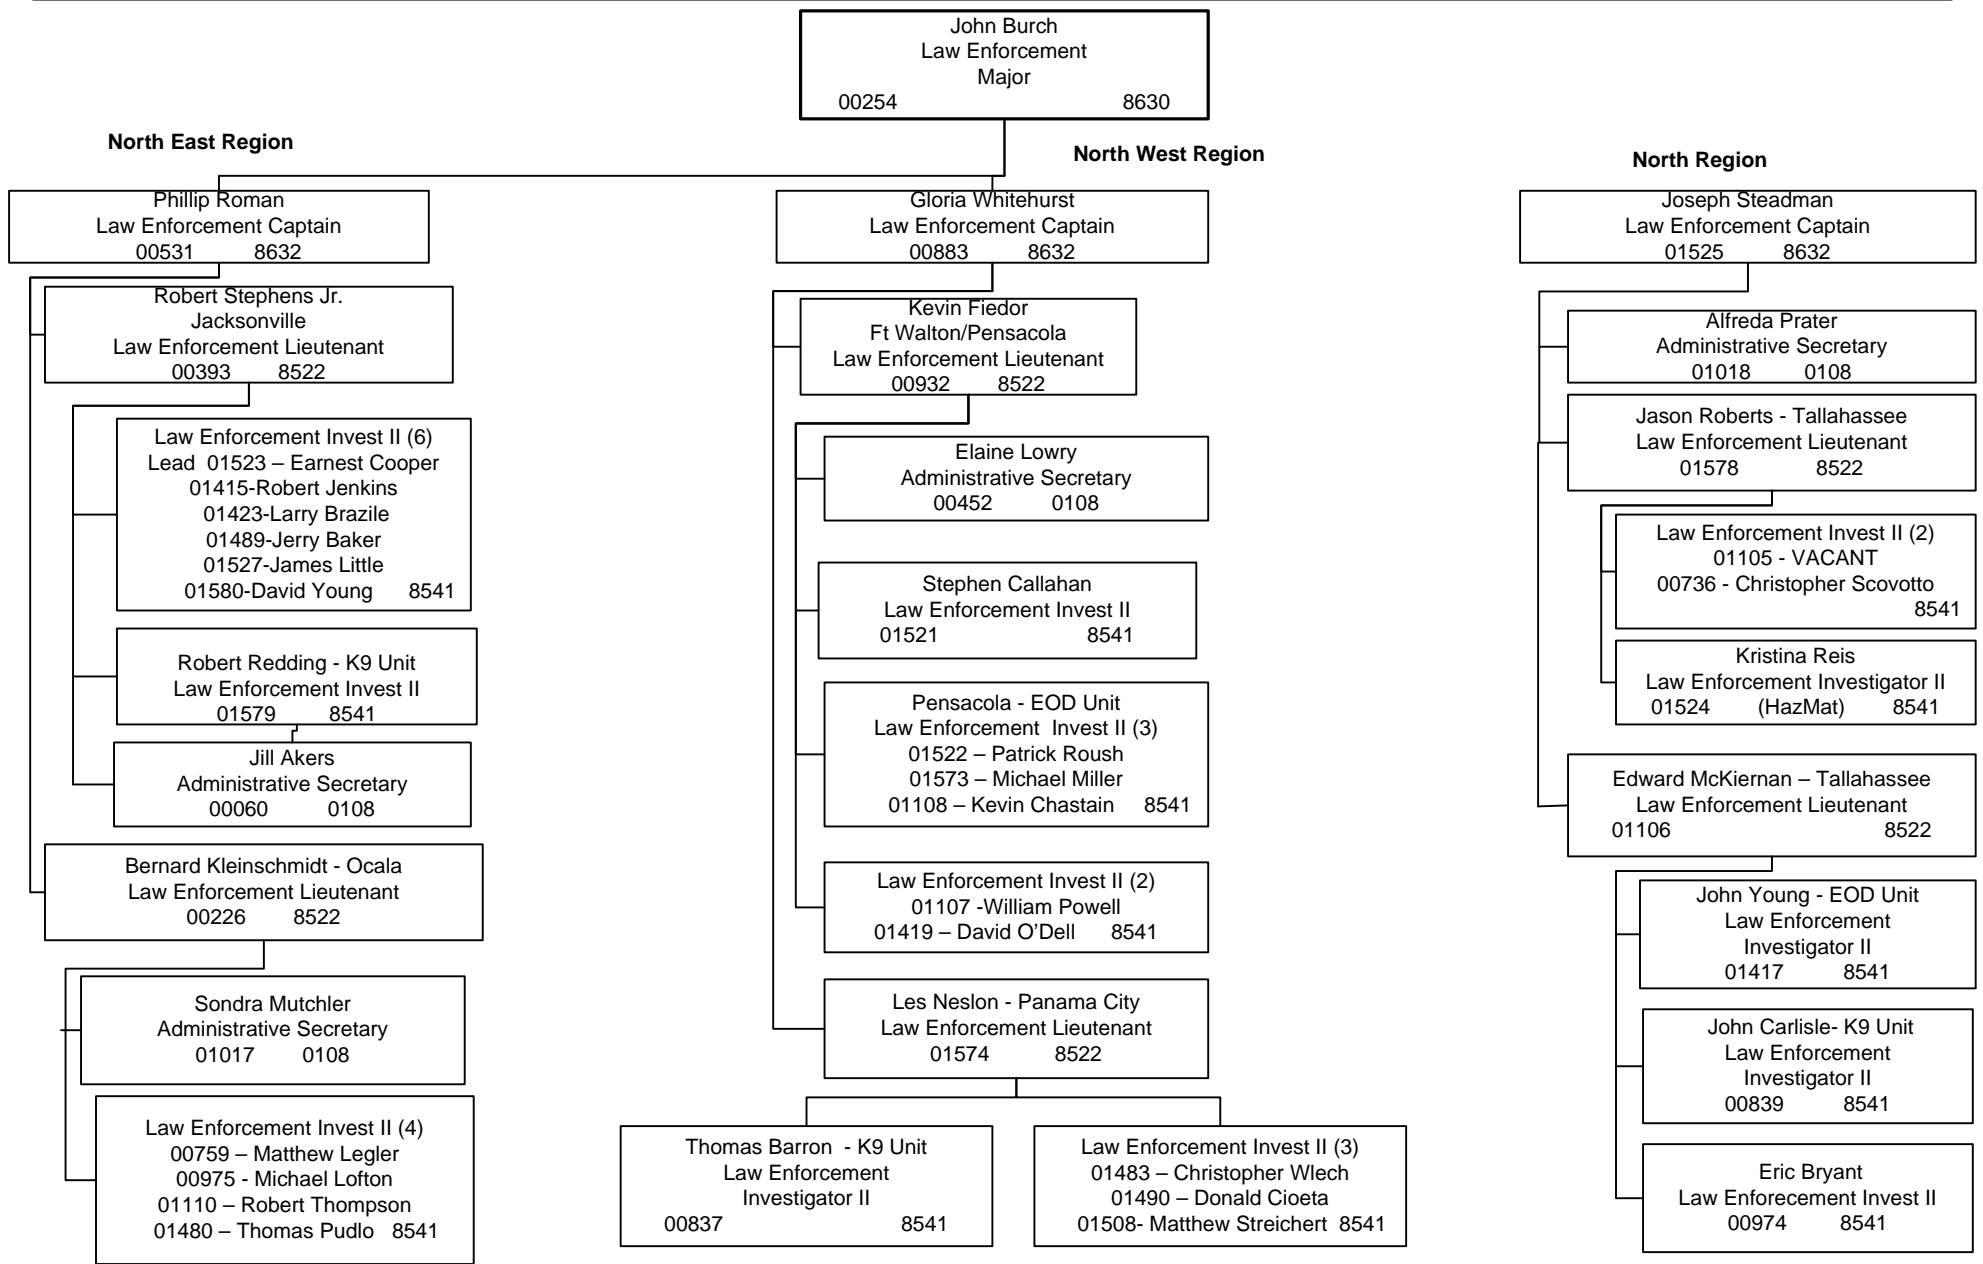 John Burch
Law Enforcement
Major
00254 8630
North East Region
North West Region
North Region
Phillip Roman
Law Enforcement Captain
00531 8632
Robert Stephens Jr.
Jacksonville
Law Enforcement Lieutenant
00393 8522
Law Enforcement Invest II (6)
Lead 01523 – Earnest Cooper
01415-Robert Jenkins
01423-Larry Brazile
01489-Jerry Baker
01527-James Little
01580-David Young 8541
Robert Redding - K9 Unit
Law Enforcement Invest II
01579 8541
Jill Akers
Administrative Secretary
00060 0108
Bernard Kleinschmidt - Ocala
Law Enforcement Lieutenant
00226 8522
Sondra Mutchler
Administrative Secretary
01017 0108
Law Enforcement Invest II (4)
00759 – Matthew Legler
00975 - Michael Lofton
01110 – Robert Thompson
01480 – Thomas Pudlo 8541
Gloria Whitehurst
Law Enforcement Captain
00883 8632
Kevin Fiedor
Ft Walton/Pensacola
Law Enforcement Lieutenant
00932 8522
Elaine Lowry
Administrative Secretary
00452 0108
Stephen Callahan
Law Enforcement Invest II
01521 8541
Pensacola - EOD Unit
Law Enforcement Invest II (3)
01522 – Patrick Roush
01573 – Michael Miller
01108 – Kevin Chastain 8541
Law Enforcement Invest II (2)
01107 -William Powell
01419 – David O’Dell 8541
Les Neslon - Panama City
Law Enforcement Lieutenant
01574 8522
Thomas Barron - K9 Unit
Law Enforcement
Investigator II
00837 8541
Law Enforcement Invest II (3)
01483 – Christopher Wlech
01490 – Donald Cioeta
01508- Matthew Streichert 8541
Joseph Steadman
Law Enforcement Captain
01525 8632
Alfreda Prater
Administrative Secretary
01018 0108
Jason Roberts - Tallahassee
Law Enforcement Lieutenant
01578 8522
Law Enforcement Invest II (2)
01105 - VACANT
00736 - Christopher Scovotto
8541
Kristina Reis
Law Enforcement Investigator II
01524 (HazMat) 8541
Edward McKiernan – Tallahassee
Law Enforcement Lieutenant
01106 8522
John Young - EOD Unit
Law Enforcement
Investigator II
01417 8541
John Carlisle- K9 Unit
Law Enforcement
Investigator II
00839 8541
Eric Bryant
Law Enforecement Invest II
00974 8541